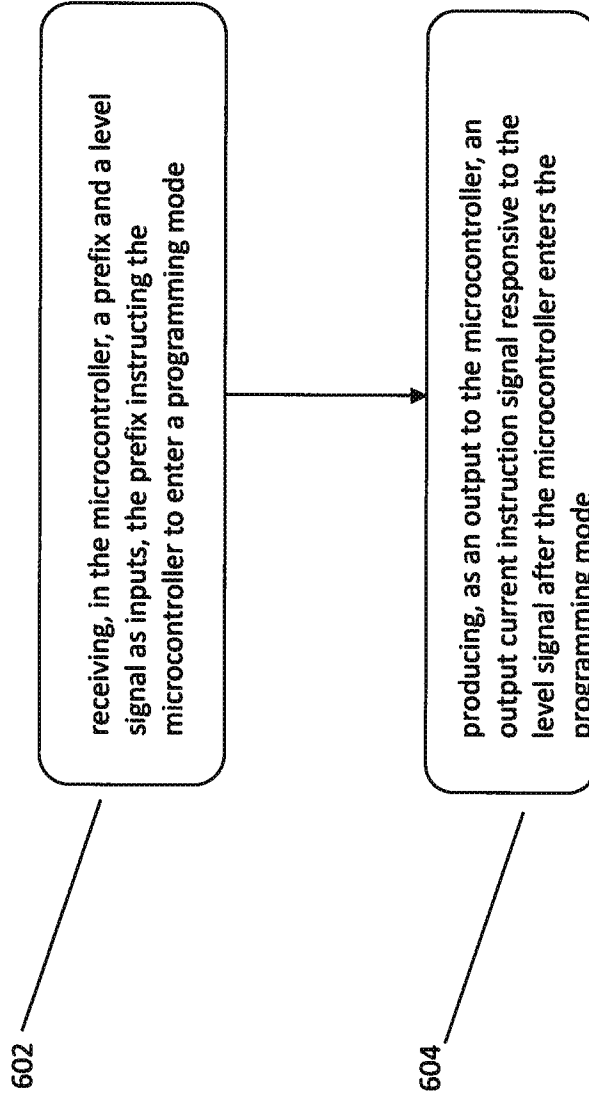 602
receiving, in the microcontroller, a prefix and a level
signal as inputs, the prefix instructing the
microcontroller to enter a programming mode
604
producing, as an output to the microcontroller, an
output current instruction signal responsive to the
level signal after the microcontroller enters the
programming mode